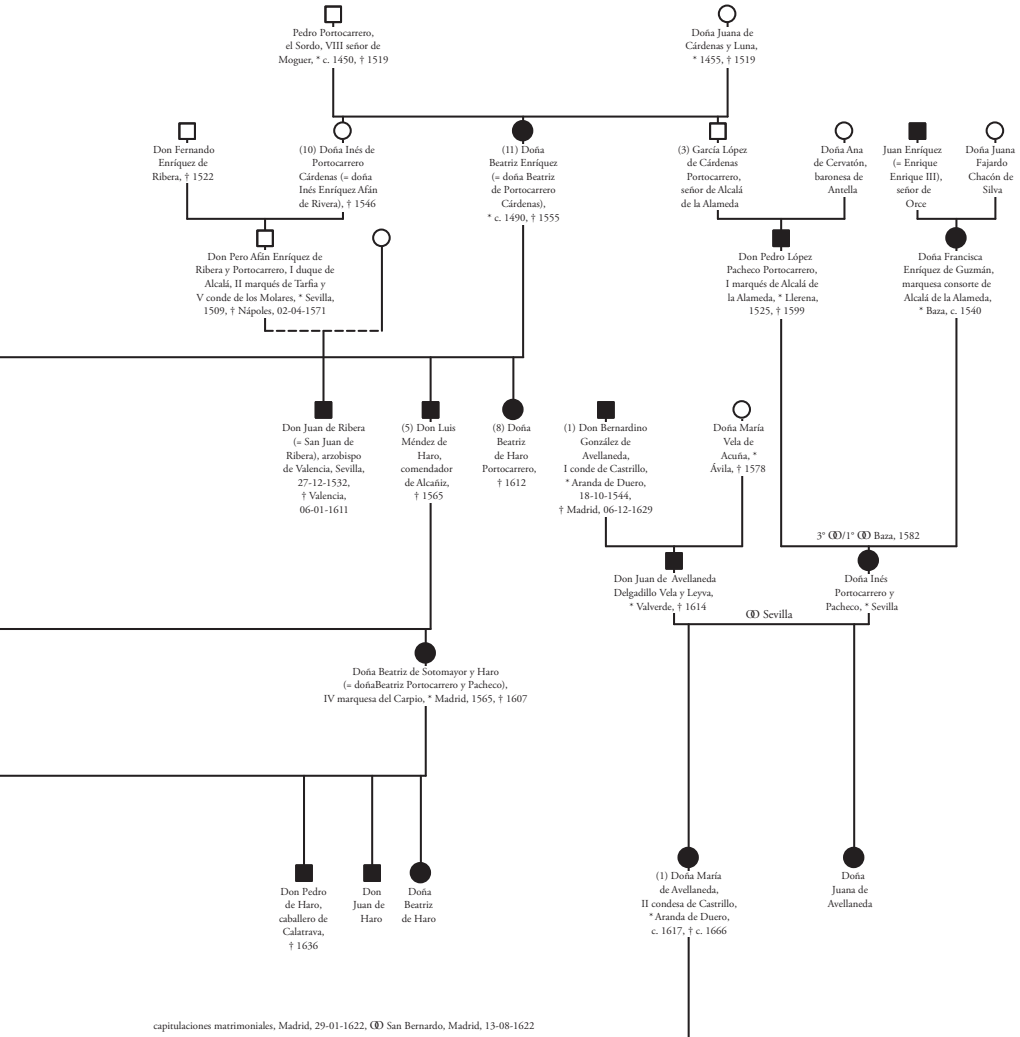 Pedro Portocarrero,
el Sordo, VIII señor de
Moguer, * c. 1450, † 1519
Doña Juana de
Cárdenas y Luna,
* 1455, † 1519
Don Fernando
Enríquez de
Ribera, † 1522
(10) Doña Inés de
Portocarrero
Cárdenas (= doña
Inés Enríquez Afán
de Rivera), † 1546
(11) Doña
Beatriz Enríquez
(= doña Beatriz
de Portocarrero
Cárdenas),
* c. 1490, † 1555
(3) García López
de Cárdenas
Portocarrero,
señor de Alcalá
de la Alameda
Doña Ana
de Cervatón,
baronesa de
Antella
Juan Enríquez
(= Enrique
Enrique III),
señor de
Orce
Doña Juana
Fajardo
Chacón de
Silva
Don Pero Afán Enríquez de
Ribera y Portocarrero, I duque de
Alcalá, II marqués de Tarfia y
V conde de los Molares, * Sevilla,
1509, † Nápoles, 02-04-1571
Don Pedro López
Pacheco Portocarrero,
I marqués de Alcalá de
la Alameda, * Llerena,
1525, † 1599
Doña Francisca
Enríquez de Guzmán,
marquesa consorte de
Alcalá de la Alameda,
* Baza, c. 1540
Don Juan de Ribera
(= San Juan de
Ribera), arzobispo
de Valencia, Sevilla,
27-12-1532,
† Valencia,
06-01-1611
(5) Don Luis
Méndez de
Haro,
comendador
de Alcañiz,
† 1565
(8) Doña
Beatriz
de Haro
Portocarrero,
† 1612
(1) Don Bernardino
González de
Avellaneda,
I conde de Castrillo,
* Aranda de Duero,
18-10-1544,
† Madrid, 06-12-1629
Doña María
Vela de
Acuña, *
Ávila, † 1578
3° ꝏ/1° ꝏ Baza, 1582
Don Juan de Avellaneda
Delgadillo Vela y Leyva,
* Valverde, † 1614
Doña Inés
Portocarrero y
Pacheco, * Sevilla
ꝏ Sevilla
Doña Beatriz de Sotomayor y Haro
(= doñaBeatriz Portocarrero y Pacheco),
IV marquesa del Carpio, * Madrid, 1565, † 1607
Don Pedro
de Haro,
caballero de
Calatrava,
† 1636
Don
Juan de
Haro
Doña
Beatriz
de Haro
(1) Doña María
de Avellaneda,
II condesa de Castrillo,
* Aranda de Duero,
c. 1617, † c. 1666
Doña
Juana de
Avellaneda
capitulaciones matrimoniales, Madrid, 29-01-1622, ꝏ San Bernardo, Madrid, 13-08-1622